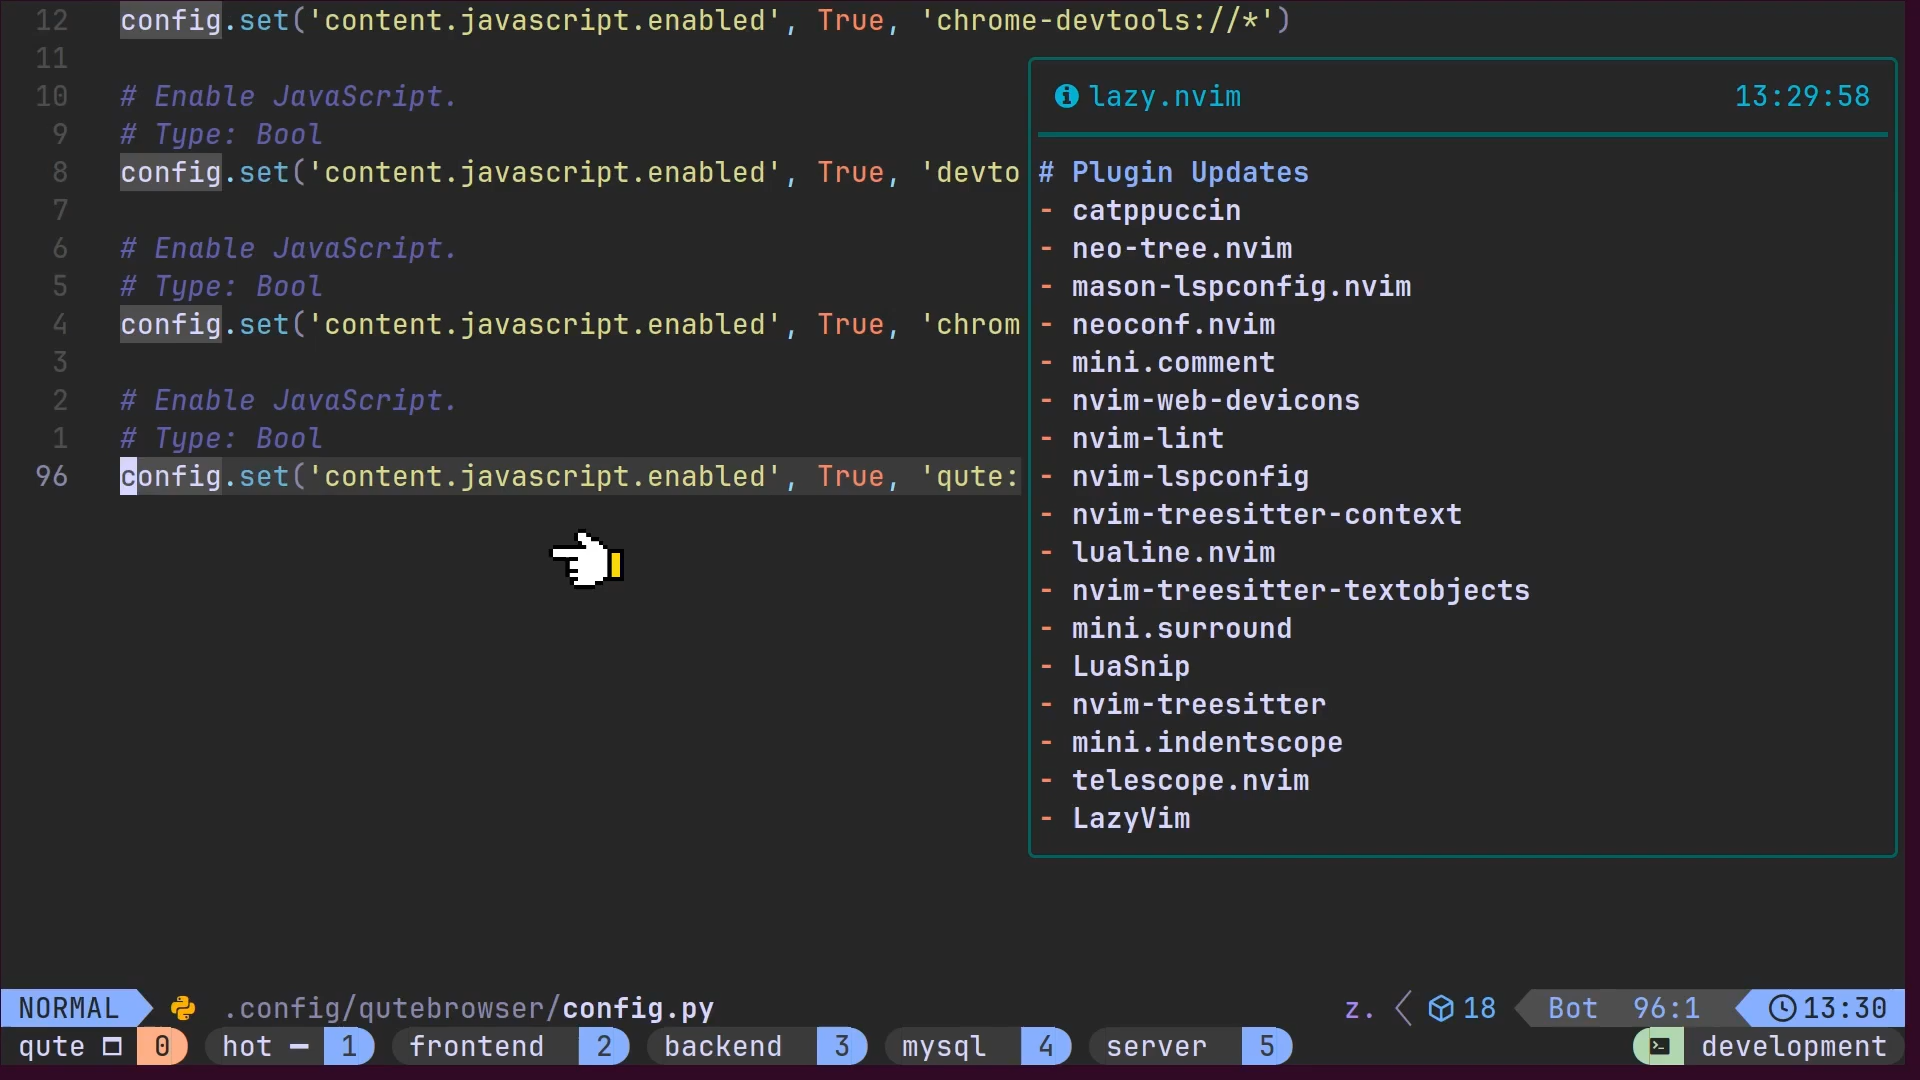 12 config.set('content.javascript.enabled', True, 'chrome-devtools://*')
11
10 # Enable JavaScript.
9 # Type: Bool
8 config.set('content.javascript.enabled', True, 'devto
7
6 # Enable JavaScript.
5 # Type: Bool
4 config.set('content.javascript.enabled', True, 'chrom
3
2 # Enable JavaScript.
1 # Type: Bool
96 config.set('content.javascript.enabled', True, 'qute:
lazy.nvim 13:29:58
# Plugin Updates
- catppuccin
- neo-tree.nvim
- mason-lspconfig.nvim
- neoconf.nvim
- mini.comment
- nvim-web-devicons
- nvim-lint
- nvim-lspconfig
- nvim-treesitter-context
- lualine.nvim
- nvim-treesitter-textobjects
- mini.surround
- LuaSnip
- nvim-treesitter
- mini.indentscope
- telescope.nvim
- LazyVim
NORMAL .config/qutebrowser/config.py z. 18 Bot 96:1 13:30
qute 0 hot 1 frontend 2 backend 3 mysql 4 server 5 development